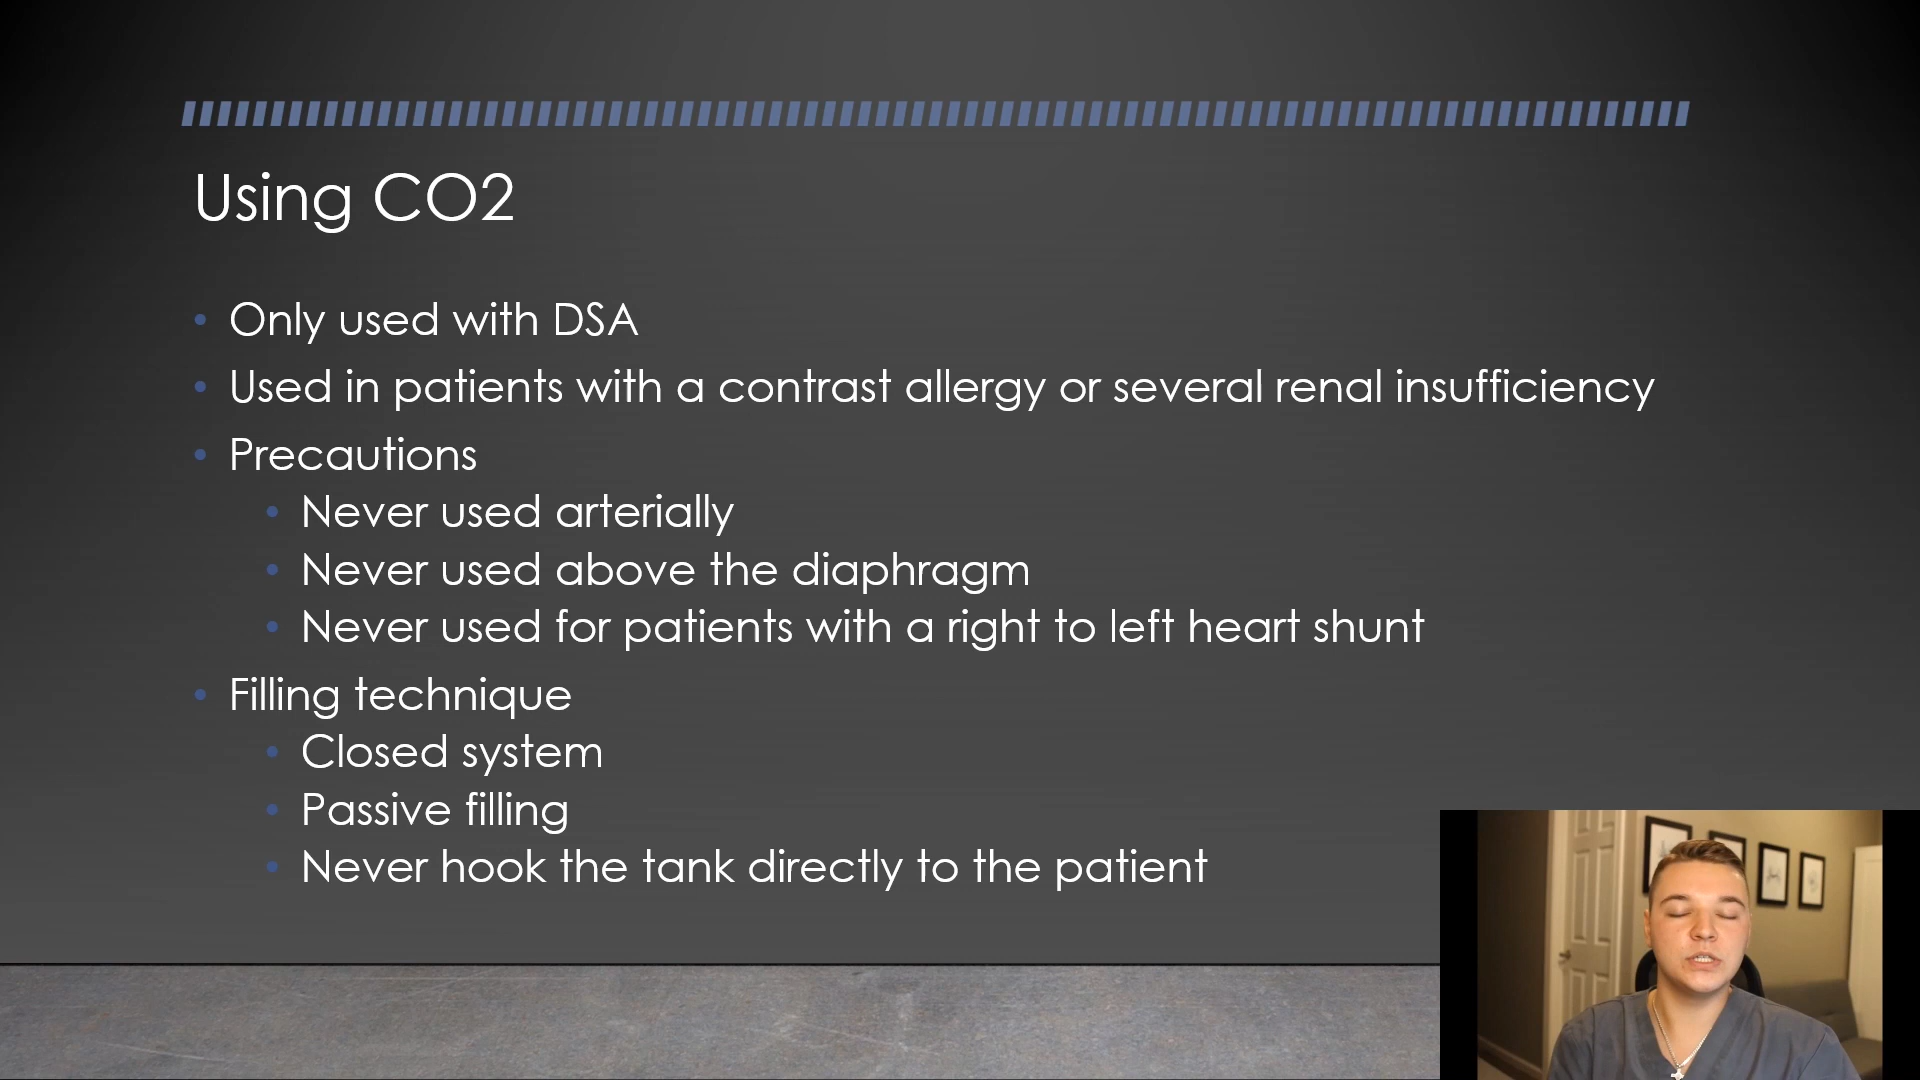 Using CO2
Only used with DSA
Used in patients with a contrast allergy or several renal insufficiency
Precautions
Never used arterially
Never used above the diaphragm
Never used for patients with a right to left heart shunt
Filling technique
Closed system
Passive filling
Never hook the tank directly to the patient